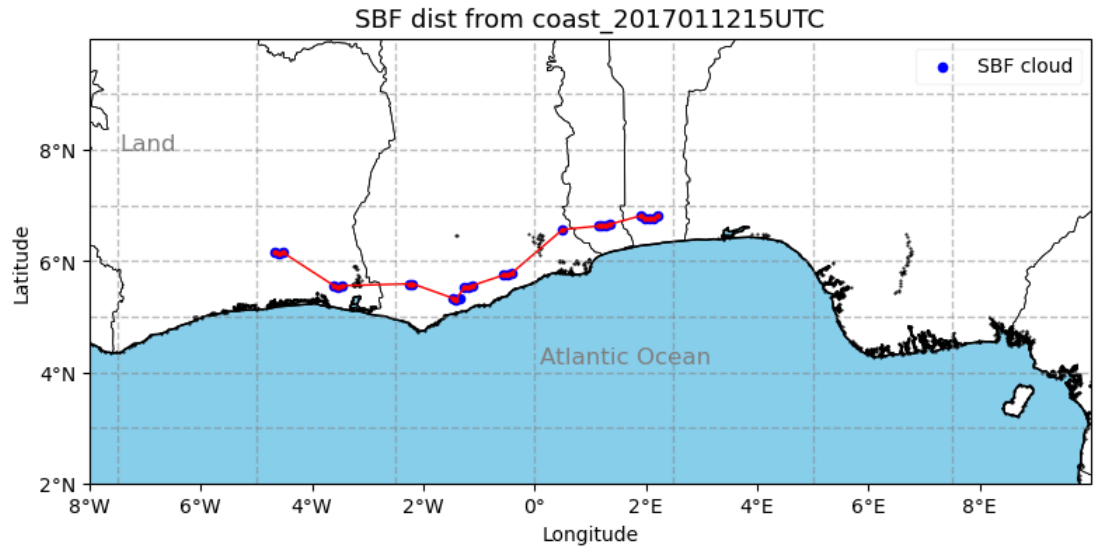 SBF dist from coast_2017011215UTC
SBF cloud
Land
Atlantic Ocean
Latitude
8°N
6°N
4°N
2°N
8°W
6°W
4°W
2°W
0°
2°E
4°E
6°E
8°E
Longitude